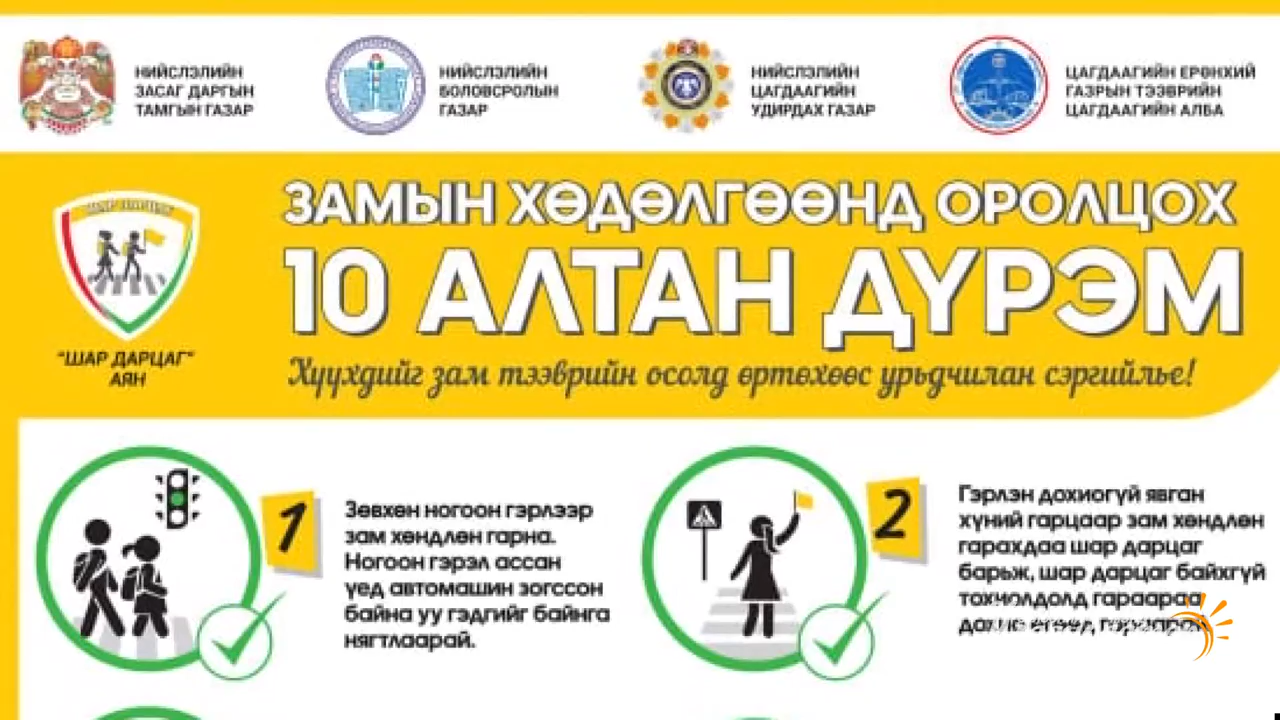 НИЙСЛЭЛИЙН
ЗАСАГ ДАРГЫН
ТАМГЫН ГАЗАР
НИЙСЛЭЛИЙН
БОЛОВСРОЛЫН
ГАЗАР
НИЙСЛЭЛИЙН
ЦАГДААГИЙН
УДИРДАХ ГАЗАР
ЦАГДААГИЙН ЕРӨНХИЙ
ГАЗРЫН ТЭЭВРИЙН
ЦАГДААГИЙН АЛБА
"ШАР ДАРЦАГ"
АЯН
ЗАМЫН ХӨДӨЛГӨӨНД ОРОЛЦОХ
10 АЛТАН ДҮРЭМ
Хүүхдийг зам тээврийн осолд өртөхөөс урьдчилан сэргийлье!
1
Зөвхөн ногоон гэрлээр
зам хөндлөн гарна.
Ногоон гэрэл ассан
үед автомашин зогссон
байна уу гэдгийг байнга
нягтлаарай.
2
Гэрлэн дохиогүй явган
хүний гарцаар зам хөндлөн
гарахдаа шар дарцаг
барьж, шар дарцаг байхгүй
тохиолдолд гараараа
дохио өгөөд гараарай.